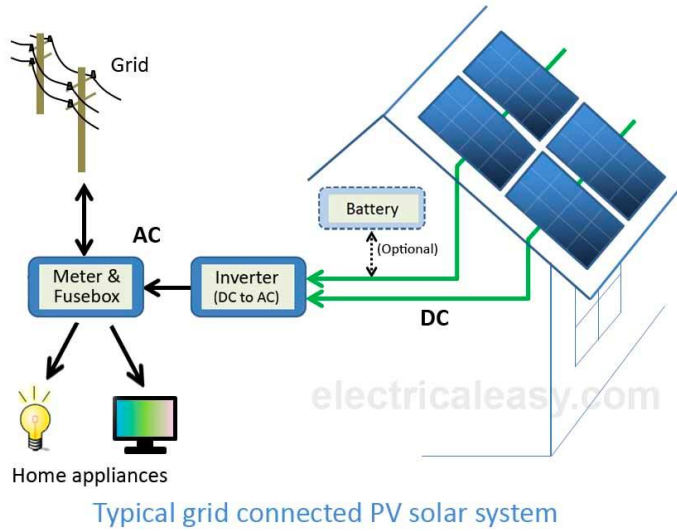 Grid
Battery
(Optional)
AC
Meter &
Fusebox
Inverter
(DC to AC)
DC
electricaleasy.com
Home appliances
Typical grid connected PV solar system